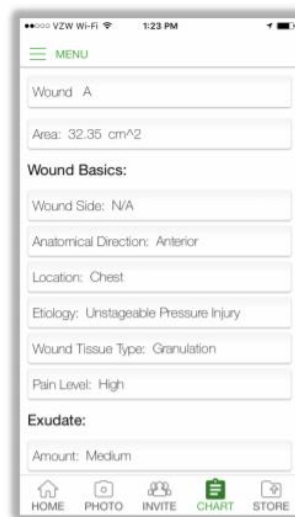 VZW Wi-Fi 1:23 PM
MENU
Wound A
Area: 32.35 cm^2
Wound Basics:
Wound Side: N/A
Anatomical Direction: Anterior
Location: Chest
Etiology: Unstageable Pressure Injury
Wound Tissue Type: Granulation
Pain Level: High
Exudate:
Amount: Medium
HOME PHOTO INVITE CHART STORE